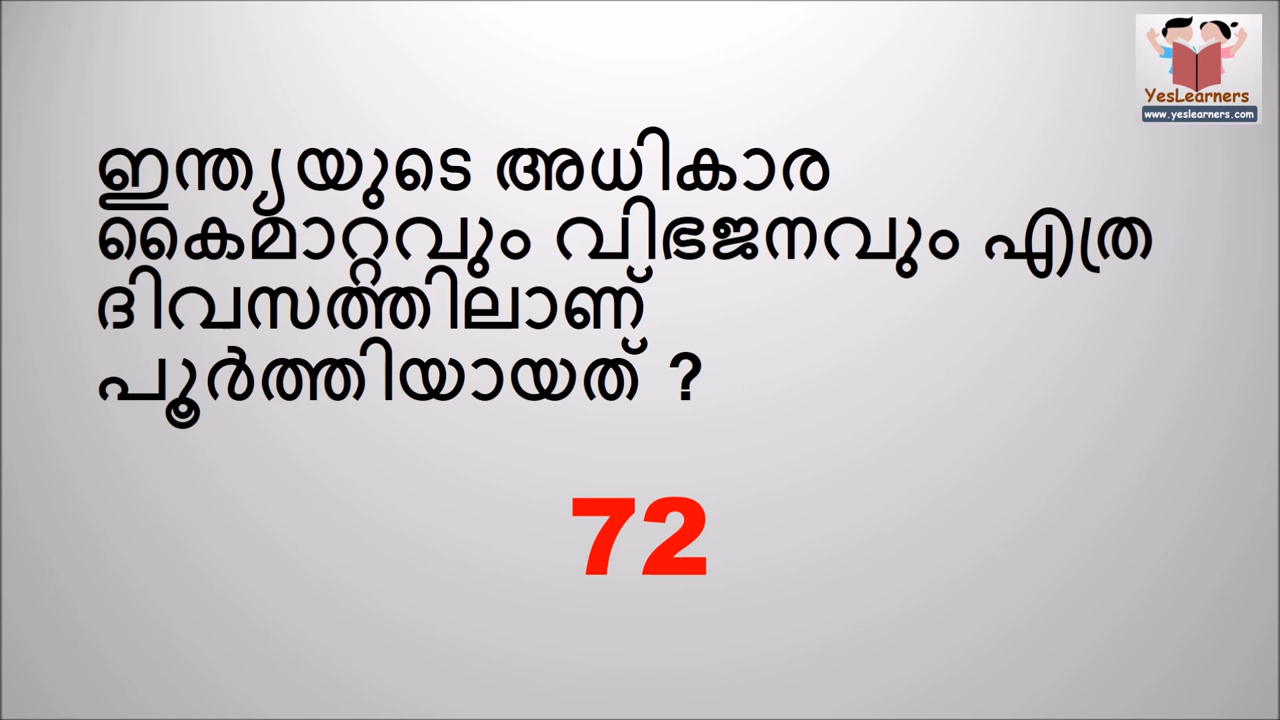 YesLearners
www.yeslearners.com
ഇന്ത്യയുടെ അധികാര
കൈമാറ്റവും വിഭജനവും എത്ര
ദിവസത്തിലാണ്
പൂർത്തിയായത് ?
72